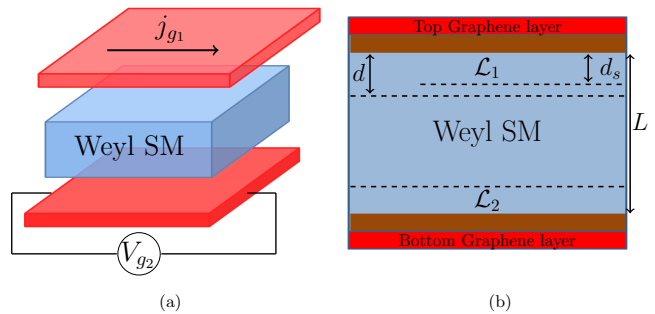 j_{g_1}
Weyl SM
V_{g_2}
(a)
Top Graphene layer
d
\mathcal{L}_1
d_s
Weyl SM
L
\mathcal{L}_2
Bottom Graphene layer
(b)